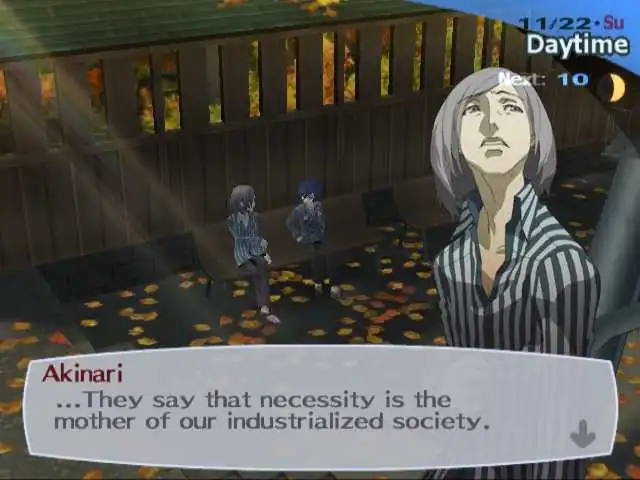 11/22・Su
Daytime
Next: 10
Akinari
...They say that necessity is the
mother of our industrialized society.